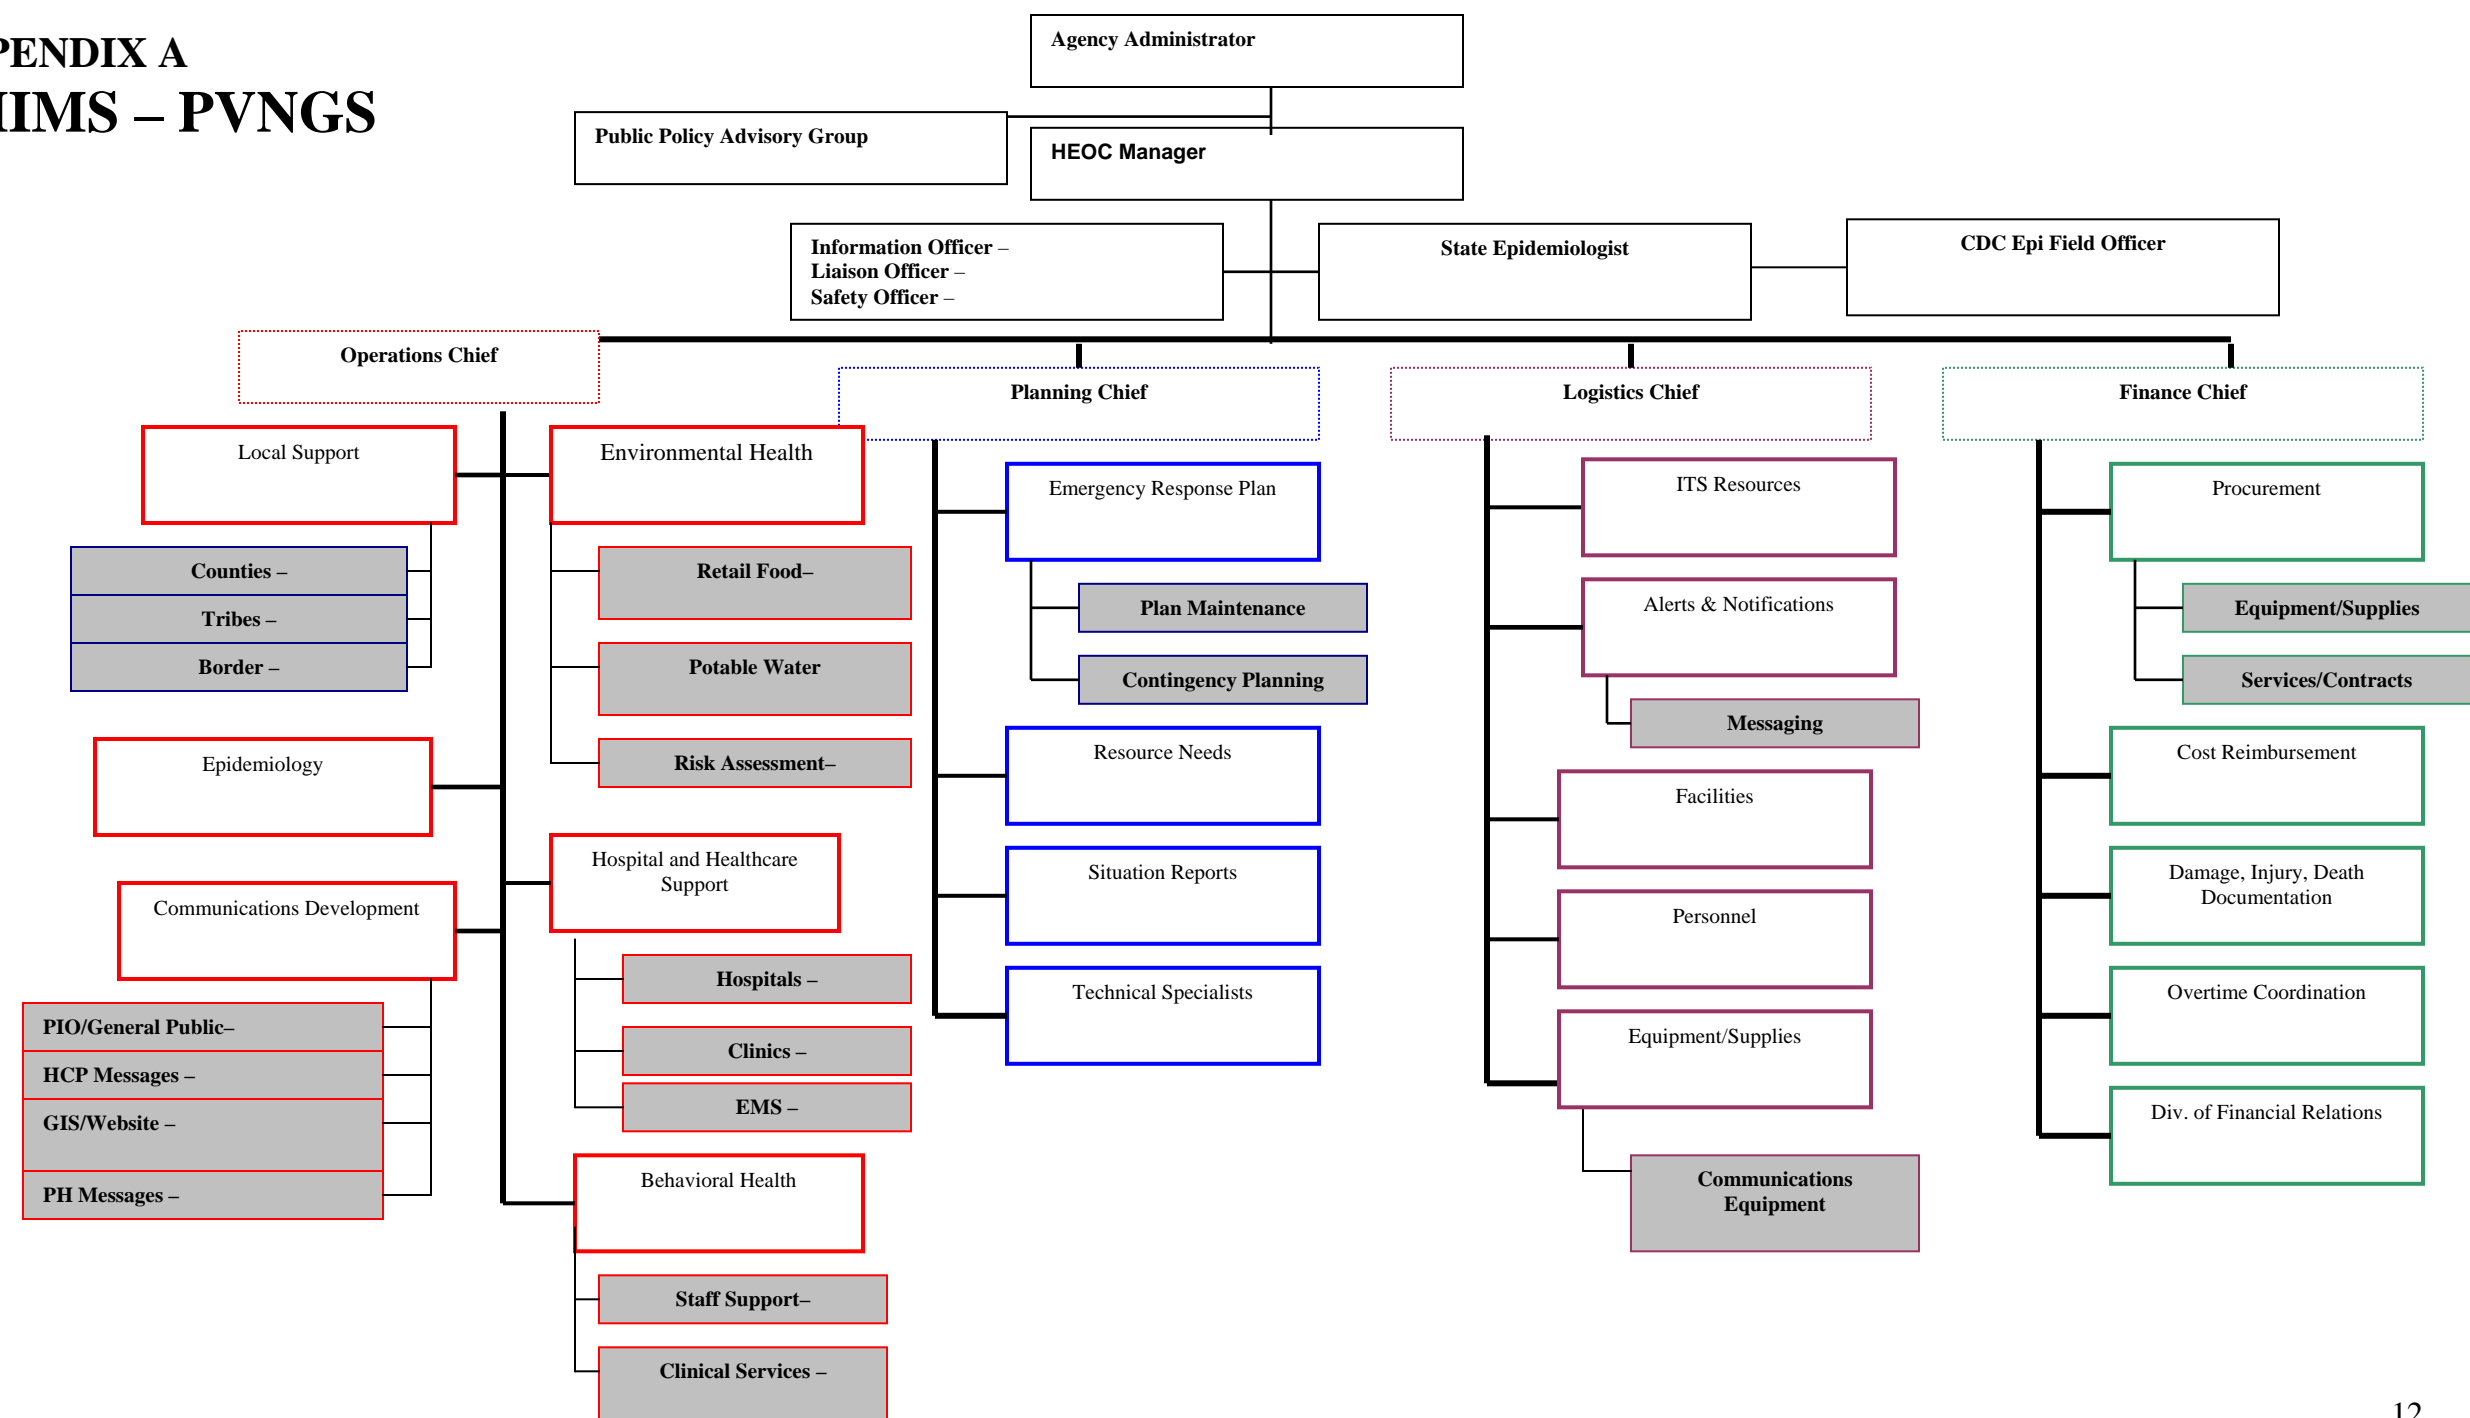 PENDIX A
IIMS – PVNGS
Agency Administrator
Public Policy Advisory Group
HEOC Manager
Information Officer –
Liaison Officer –
Safety Officer –
State Epidemiologist
CDC Epi Field Officer
Operations Chief
Planning Chief
Logistics Chief
Finance Chief
Local Support
Counties –
Tribes –
Border –
Epidemiology
Communications Development
PIO/General Public–
HCP Messages –
GIS/Website –
PH Messages –
Environmental Health
Retail Food–
Potable Water
Risk Assessment–
Hospital and Healthcare
Support
Hospitals –
Clinics –
EMS –
Behavioral Health
Staff Support–
Clinical Services –
Emergency Response Plan
Plan Maintenance
Contingency Planning
Resource Needs
Situation Reports
Technical Specialists
ITS Resources
Alerts & Notifications
Messaging
Facilities
Personnel
Equipment/Supplies
Communications
Equipment
Procurement
Equipment/Supplies
Services/Contracts
Cost Reimbursement
Damage, Injury, Death
Documentation
Overtime Coordination
Div. of Financial Relations
12